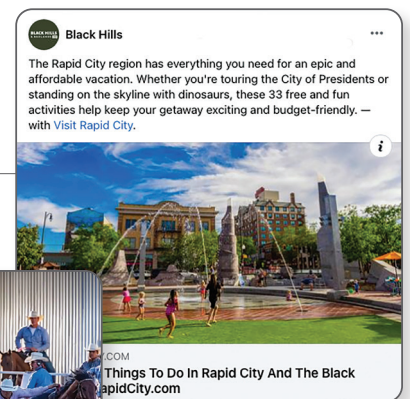 BLACK HILLS
Black Hills
The Rapid City region has everything you need for an epic and
affordable vacation. Whether you're touring the City of Presidents or
standing on the skyline with dinosaurs, these 33 free and fun
activities help keep your getaway exciting and budget-friendly. —
with Visit Rapid City.
i
.COM
Things To Do In Rapid City And The Black
apidCity.com